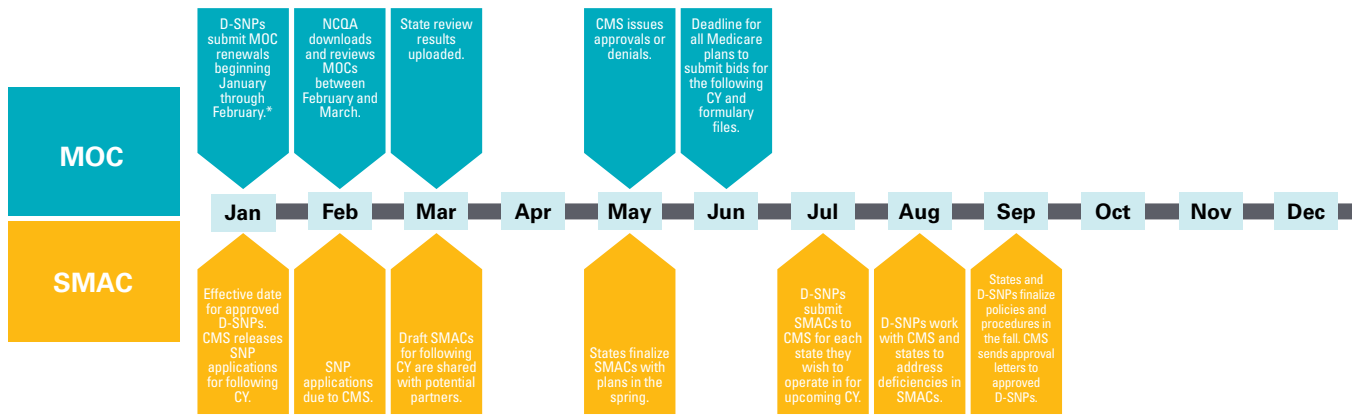 D-SNPs
submit MOC
renewals
beginning
January
through
February.*
NCQA
downloads
and reviews
MOCs
between
February and
March.
State review
results
uploaded.
CMS issues
approvals or
denials.
Deadline for
all Medicare
plans to
submit bids for
the following
CY and
formulary
files.
MOC
Jan
Feb
Mar
Apr
May
Jun
Jul
Aug
Sep
Oct
Nov
Dec
SMAC
Effective date
for approved
D-SNPs.
CMS releases
SNP
applications
for following
CY.
SNP
applications
due to CMS.
Draft SMACs
for following
CY are shared
with potential
partners.
States finalize
SMACs with
plans in the
spring.
D-SNPs
submit
SMACs to
CMS for each
state they
wish to
operate in for
upcoming CY.
D-SNPs work
with CMS and
states to
address
deficiencies in
SMACs.
States and
D-SNPs finalize
policies and
procedures in
the fall. CMS
sends approval
letters to
approved
D-SNPs.